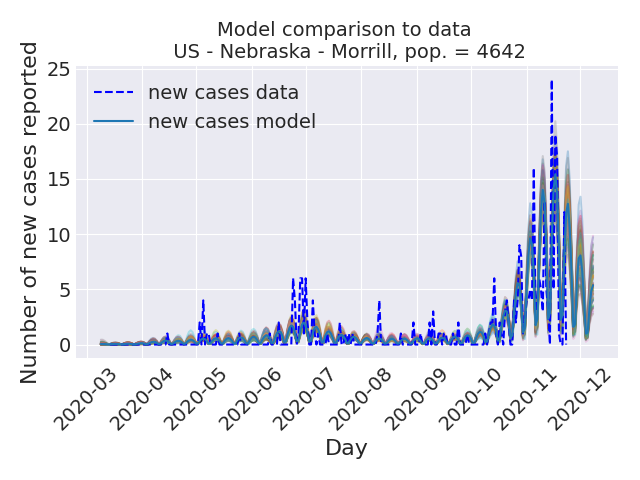 Model comparison to data
US - Nebraska - Morrill, pop. = 4642
Number of new cases reported
25
20
15
10
5
0
new cases data
new cases model
2020-03
2020-04
2020-05
2020-06
2020-07
2020-08
2020-09
2020-10
2020-11
2020-12
Day